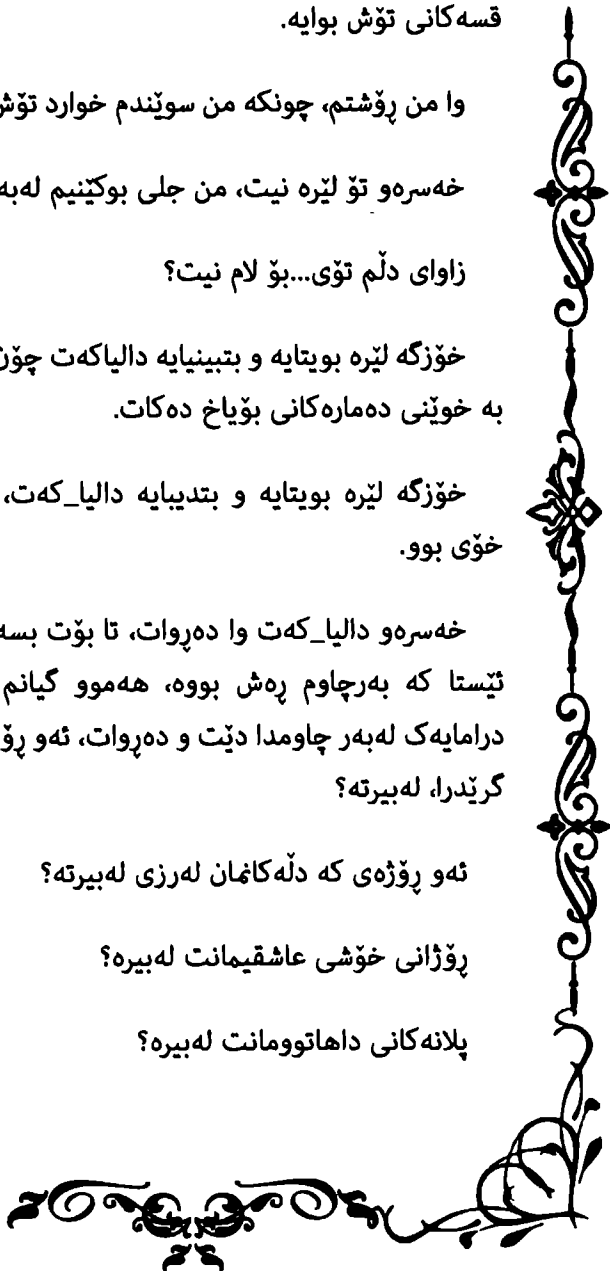 قسەکانی تۆش بوایە.
وا من ڕۆشتم، چونکە من سوێندم خوارد تۆش
خەسرەو تۆ لێرە نیت، من جلی بوکێنیم لەبە
زاوای دڵم تۆی...بۆ لام نیت؟
خۆزگە لێرە بویتایە و بتبینیایە دالیاکەت چۆن
بە خوێنی دەمارەکانی بۆیاخ دەکات.
خۆزگە لێرە بویتایە و بتدیبایە دالیا_کەت،
خۆی بوو.
خەسرەو دالیا_کەت وا دەڕوات، تا بۆت بسە
ئێستا کە بەرچاوم ڕەش بووە، هەموو گیانم
درامایەک لەبەر چاومدا دێت و دەڕوات، ئەو ڕۆ
گرێدرا، لەبیرتە؟
ئەو ڕۆژەی کە دڵەکانمان لەرزی لەبیرتە؟
ڕۆژانی خۆشی عاشقیمانت لەبیرە؟
پلانەکانی داهاتوومانت لەبیرە؟